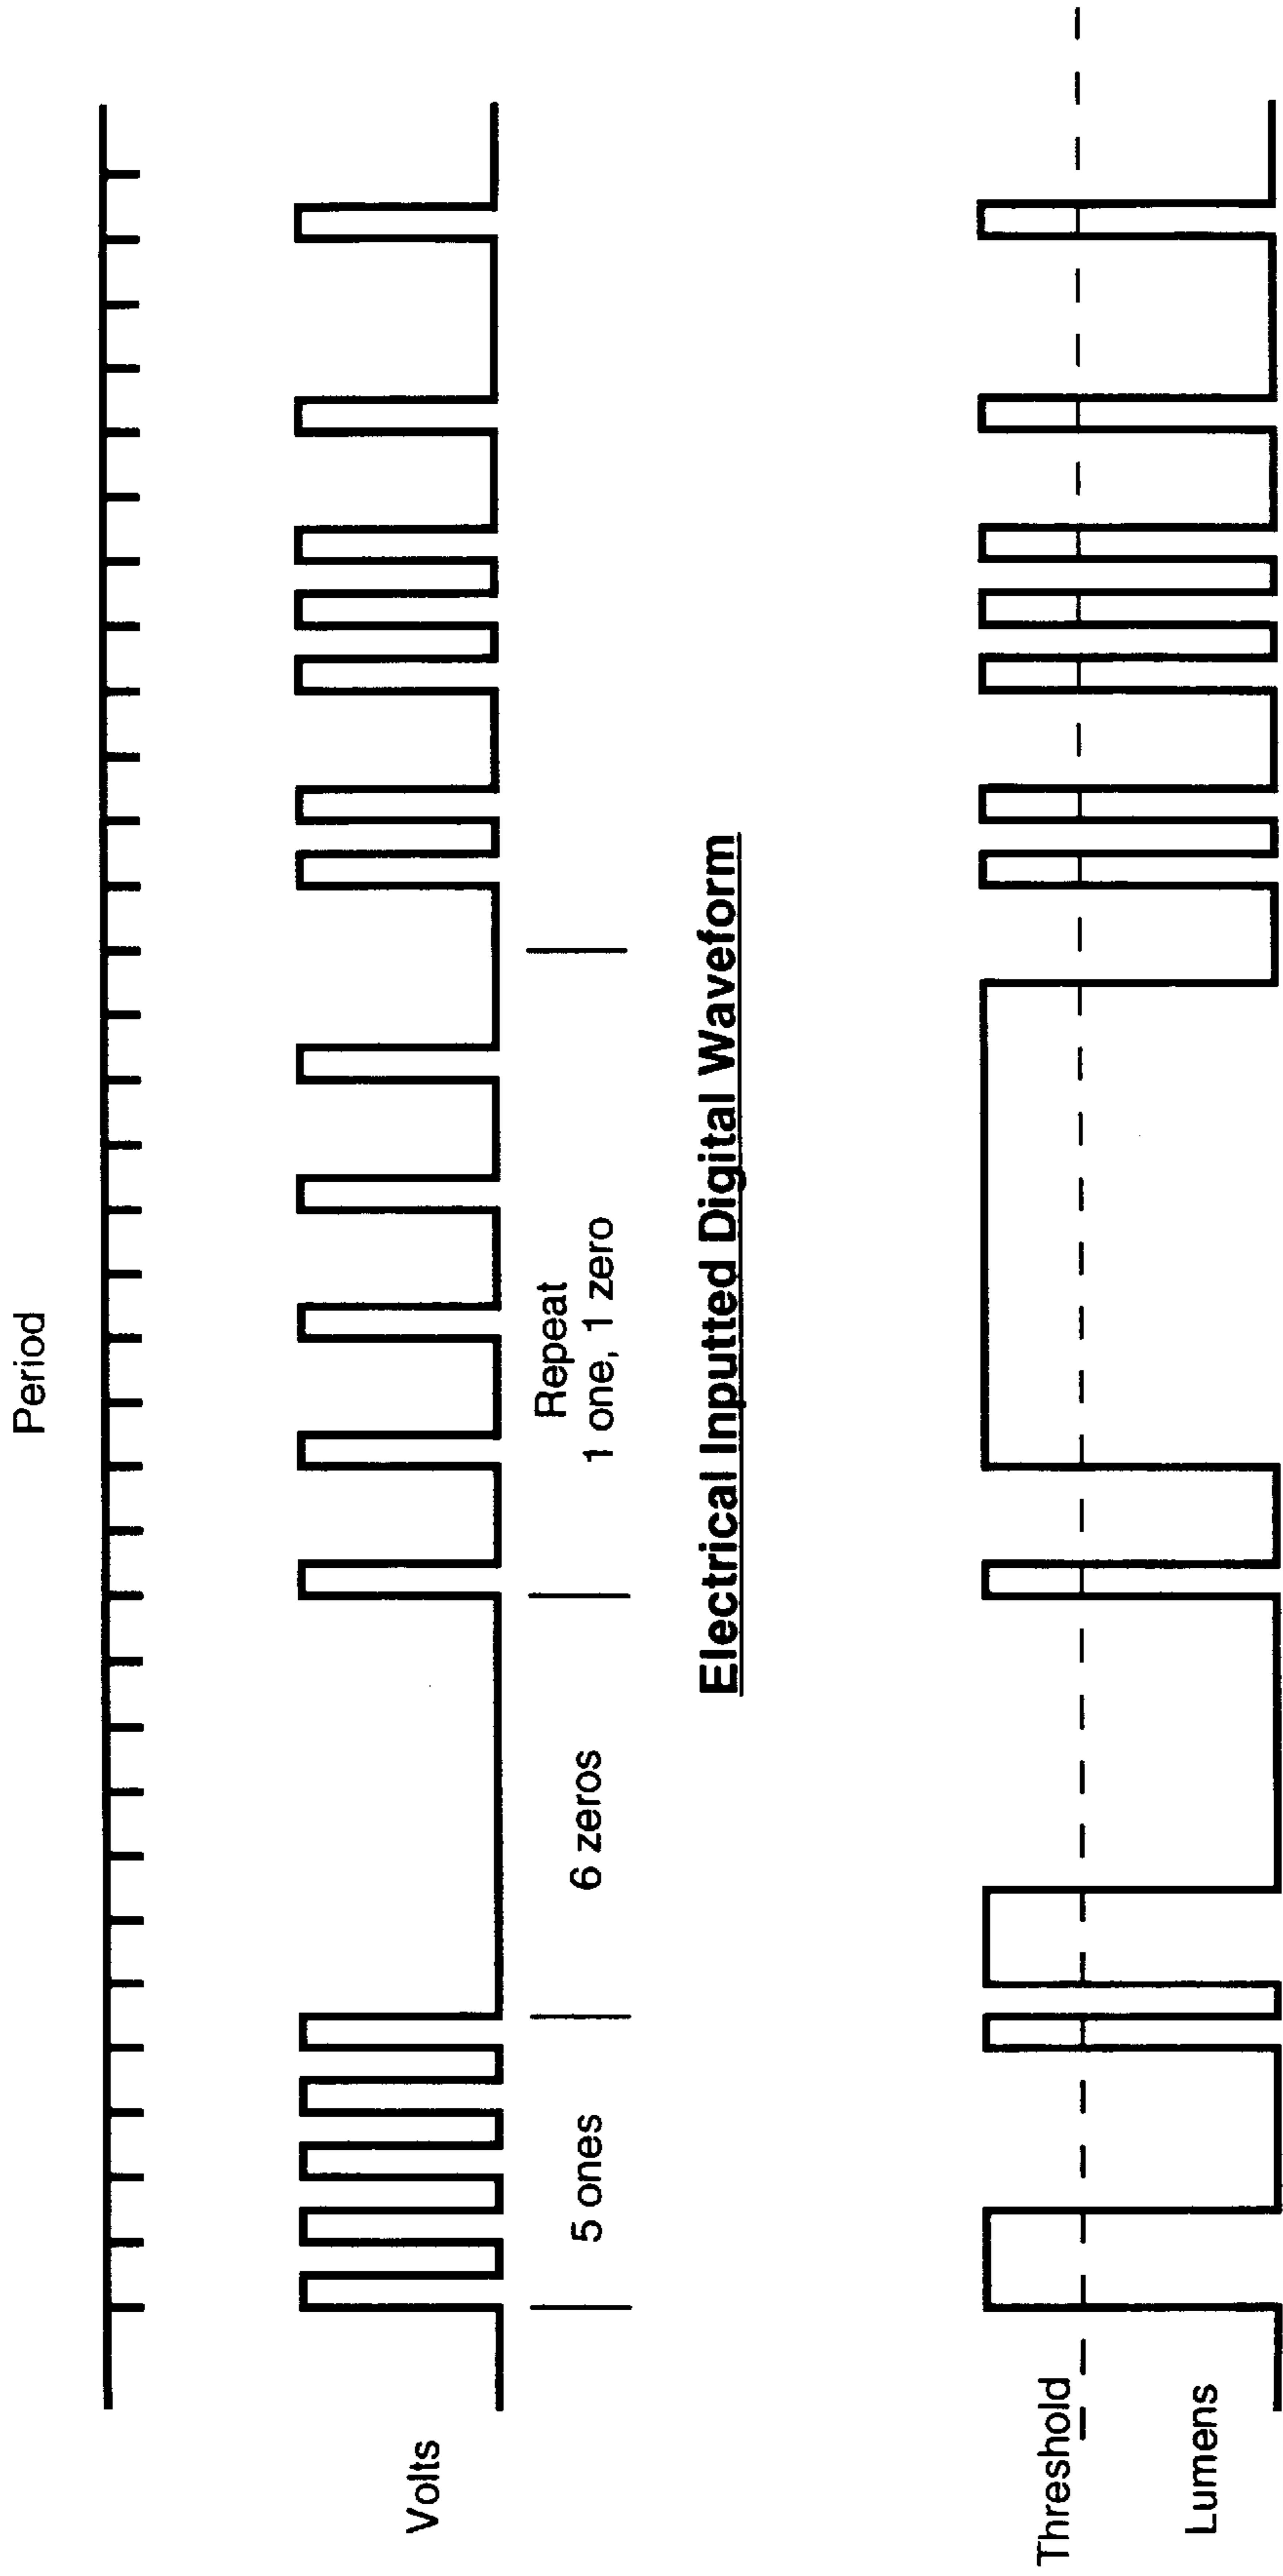 Period
Volts
5 ones
6 zeros
Repeat
1 one, 1 zero
Electrical Inputted Digital Waveform
Threshold
Lumens